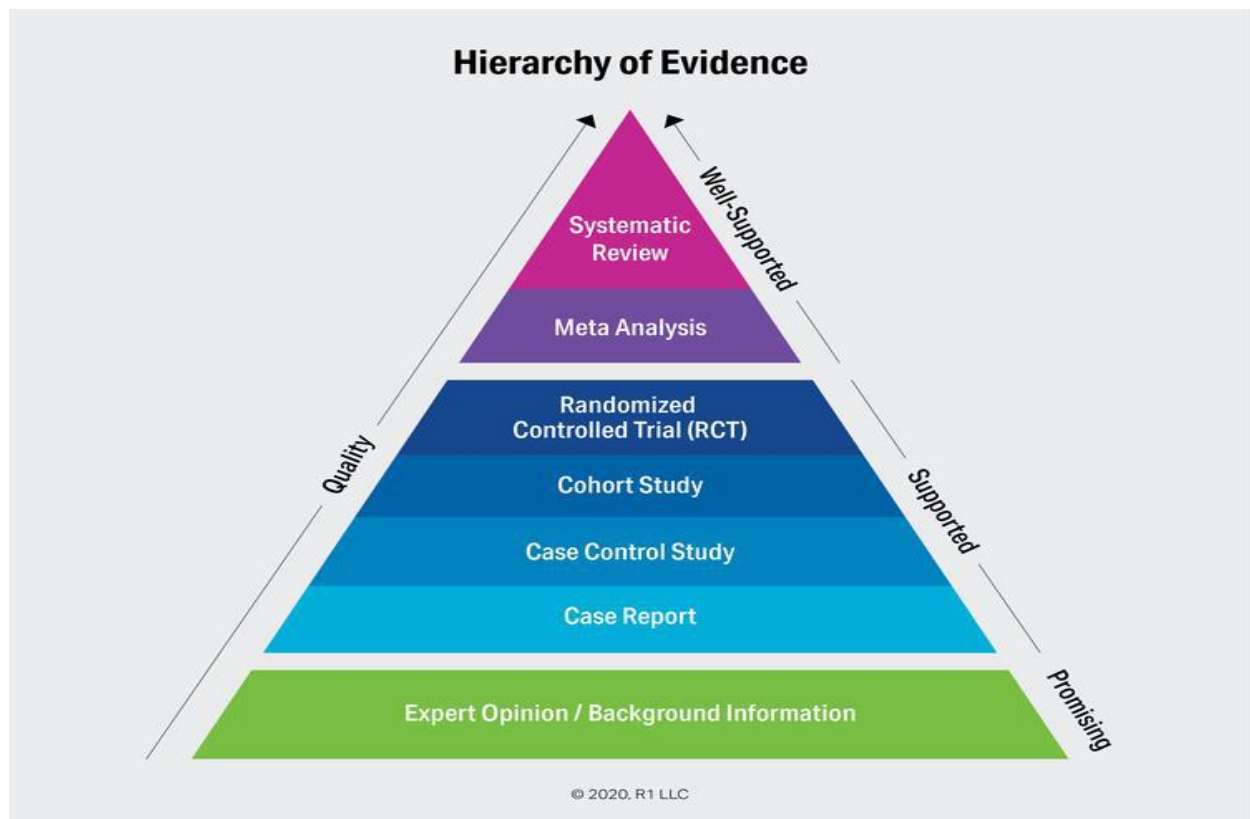 Hierarchy of Evidence
Well-Supported
Systematic
Review
Meta Analysis
Randomized
Controlled Trial (RCT)
Quality
Cohort Study
Supported
Case Control Study
Case Report
Promising
Expert Opinion / Background Information
© 2020, R1 LLC